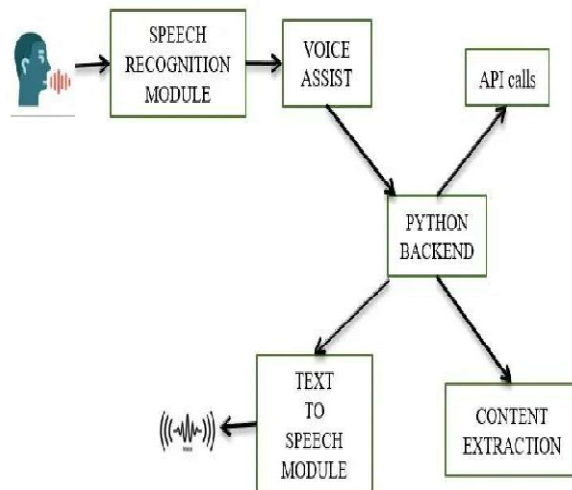 SPEECH
RECOGNITION
MODULE
VOICE
ASSIST
API calls
PYTHON
BACKEND
TEXT
TO
SPEECH
MODULE
CONTENT
EXTRACTION